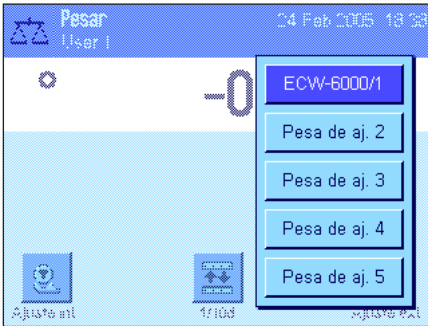 Pesar
24 Feb 2005 18:38
User 1
-0
ECW-6000/1
Pesa de aj. 2
Pesa de aj. 3
Pesa de aj. 4
Pesa de aj. 5
Ajuste int.
1/10d
Ajuste ext.